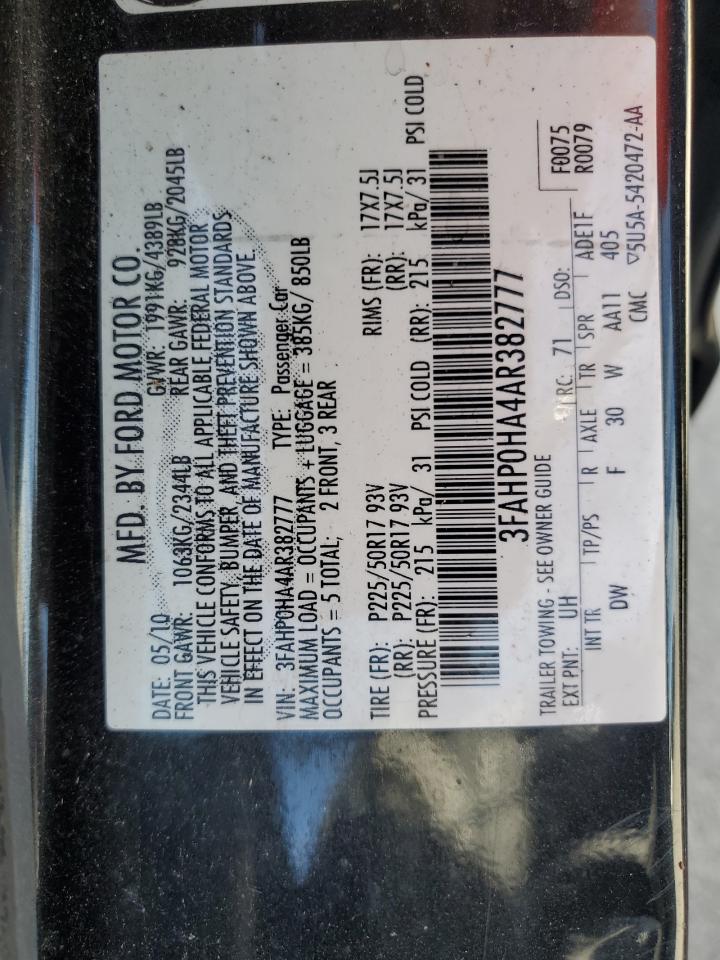 MFD. BY FORD MOTOR CO.
DATE: 05/10 GVWR: 1991KG/4389LB
FRONT GAWR: 1063KG/2344LB REAR GAWR: 928KG/2045LB
THIS VEHICLE CONFORMS TO ALL APPLICABLE FEDERAL MOTOR
VEHICLE SAFETY, BUMPER, AND THEFT PREVENTION STANDARDS
IN EFFECT ON THE DATE OF MANUFACTURE SHOWN ABOVE.
VIN: 3FAHP0HA4AR382777 TYPE: Passenger Car
MAXIMUM LOAD = OCCUPANTS + LUGGAGE = 385KG/ 850LB
OCCUPANTS = 5 TOTAL; 2 FRONT, 3 REAR
TIRE (FR): P225/50R17 93V RIMS (FR): 17X7.5J
(RR): P225/50R17 93V (RR): 17X7.5J
PRESSURE (FR): 215 kPa/ 31 PSI COLD (RR): 215 kPa/ 31 PSI COLD
3FAHP0HA4AR382777
TRAILER TOWING - SEE OWNER GUIDE
F0075
EXT PNT: UH RC: 71 DSO: R0079
INT TR TP/PS R AXLE TR SPR ADE1F
DW F 30 W AA11 405
CMC ▽5U5A-5420472-AA